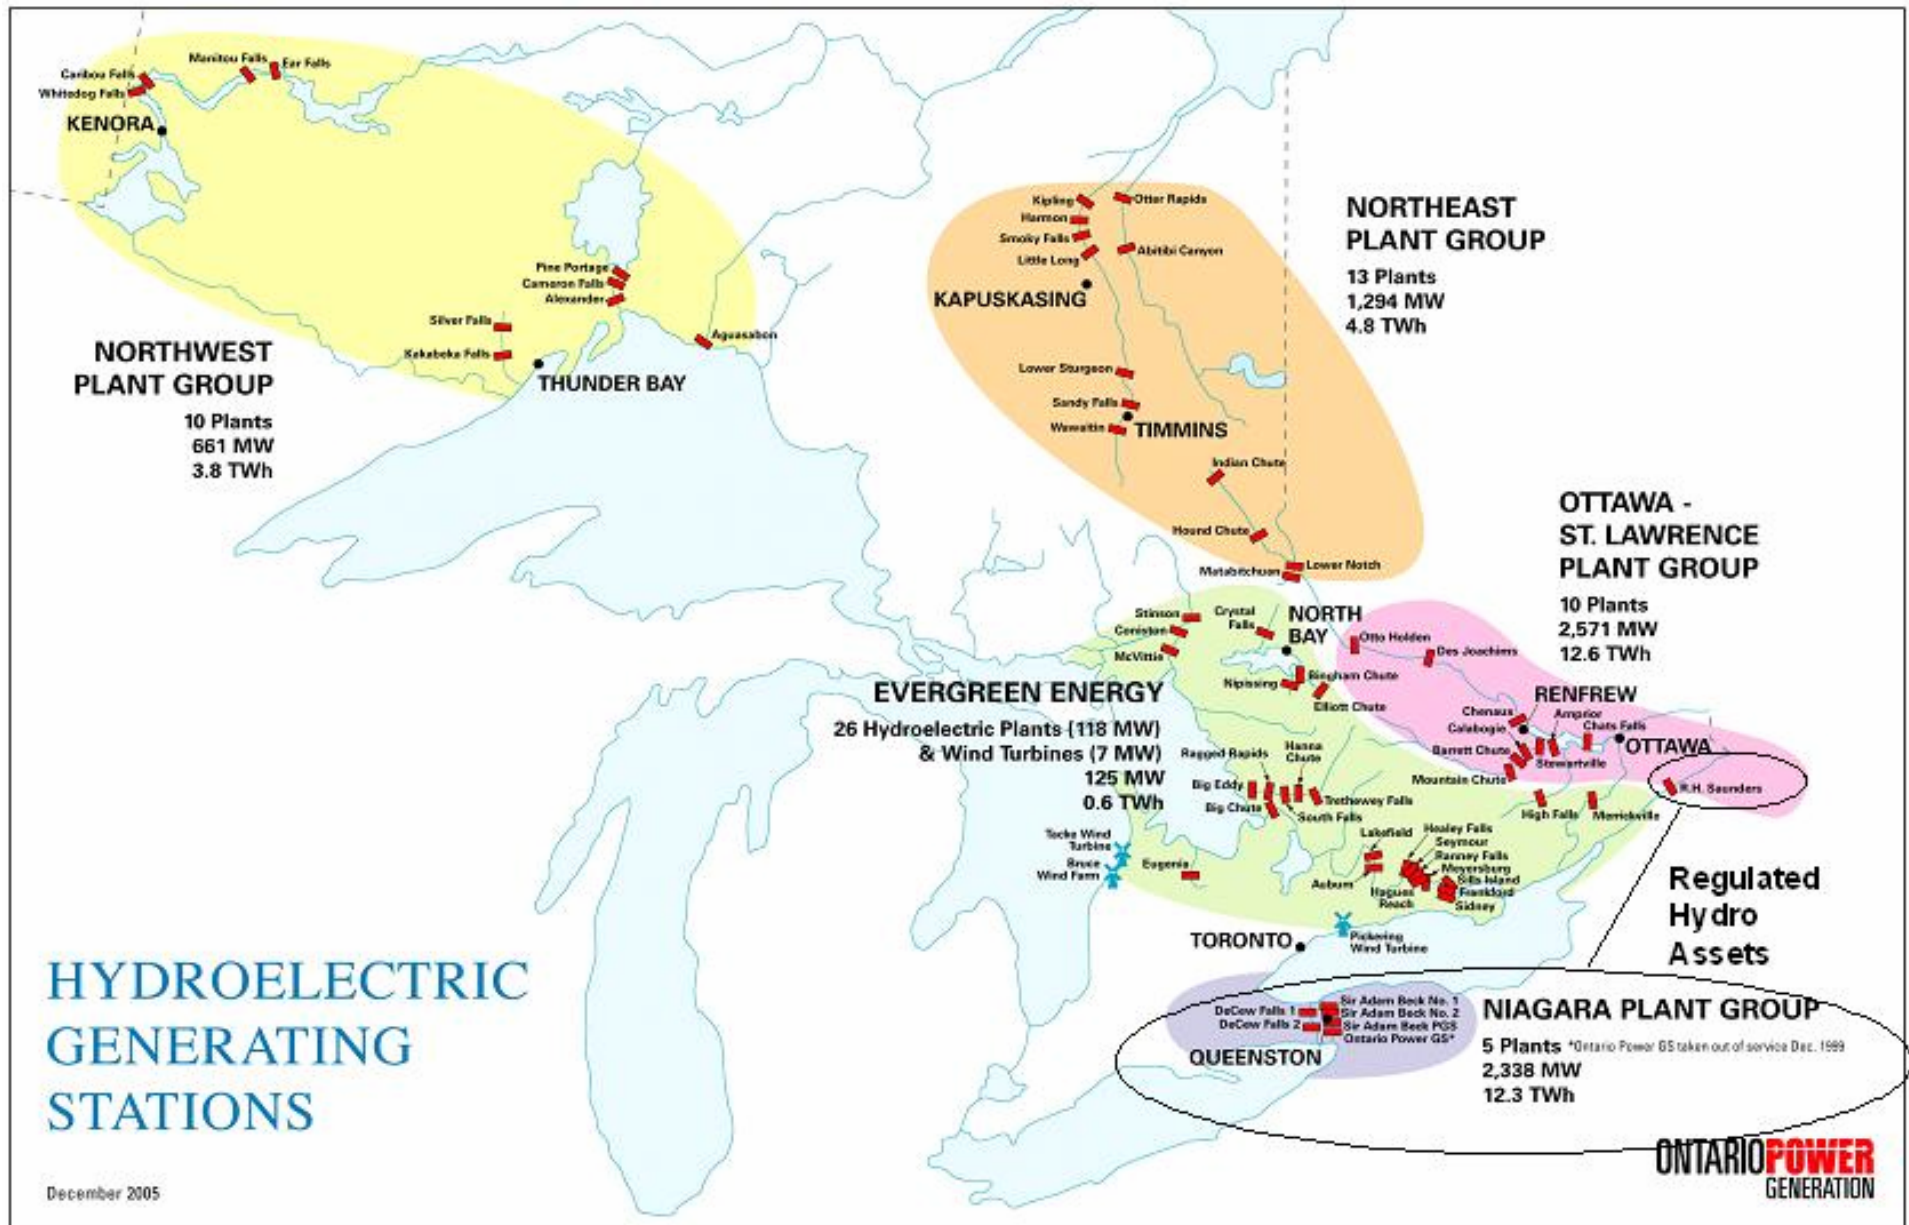 Manitou Falls
Ear Falls
Caribou Falls
Whitedog Falls
KENORA
Pine Portage
Cameron Falls
Alexander
Silver Falls
Kakabeka Falls
Aguasabon
THUNDER BAY
NORTHWEST
PLANT GROUP
10 Plants
661 MW
3.8 TWh
Kipling
Otter Rapids
Harmon
Smoky Falls
Little Long
Abitibi Canyon
KAPUSKASING
Lower Sturgeon
Sandy Falls
Wawaitin
TIMMINS
Indian Chute
Hound Chute
Lower Notch
Matabitchuan
NORTHEAST
PLANT GROUP
13 Plants
1,294 MW
4.8 TWh
OTTAWA -
ST. LAWRENCE
PLANT GROUP
10 Plants
2,571 MW
12.6 TWh
Otto Holden
Des Joachims
RENFREW
Chenaux
Arnprior
Calabogie
Chats Falls
OTTAWA
Barrett Chute
Stewartville
Mountain Chute
R.H. Saunders
Stinson
Coniston
McVittie
Crystal
Falls
NORTH
BAY
Nipissing
Bingham Chute
Elliott Chute
EVERGREEN ENERGY
26 Hydroelectric Plants (118 MW)
& Wind Turbines (7 MW)
125 MW
0.6 TWh
Ragged Rapids
Hanna
Chute
Big Eddy
Big Chute
Trethewey Falls
South Falls
High Falls
Merrickville
Tacke Wind
Turbine
Bruce
Wind Farm
Eugenia
Lakefield
Healey Falls
Seymour
Ranney Falls
Meyersburg
Sills Island
Frankford
Sidney
Auburn
Hagues
Reach
TORONTO
Pickering
Wind Turbine
Regulated
Hydro
Assets
DeCew Falls 1
DeCew Falls 2
Sir Adam Beck No. 1
Sir Adam Beck No. 2
Sir Adam Beck PGS
Ontario Power GS*
QUEENSTON
NIAGARA PLANT GROUP
5 Plants *Ontario Power GS taken out of service Dec. 1999
2,338 MW
12.3 TWh
HYDROELECTRIC
GENERATING
STATIONS
December 2005
ONTARIOPOWER
GENERATION